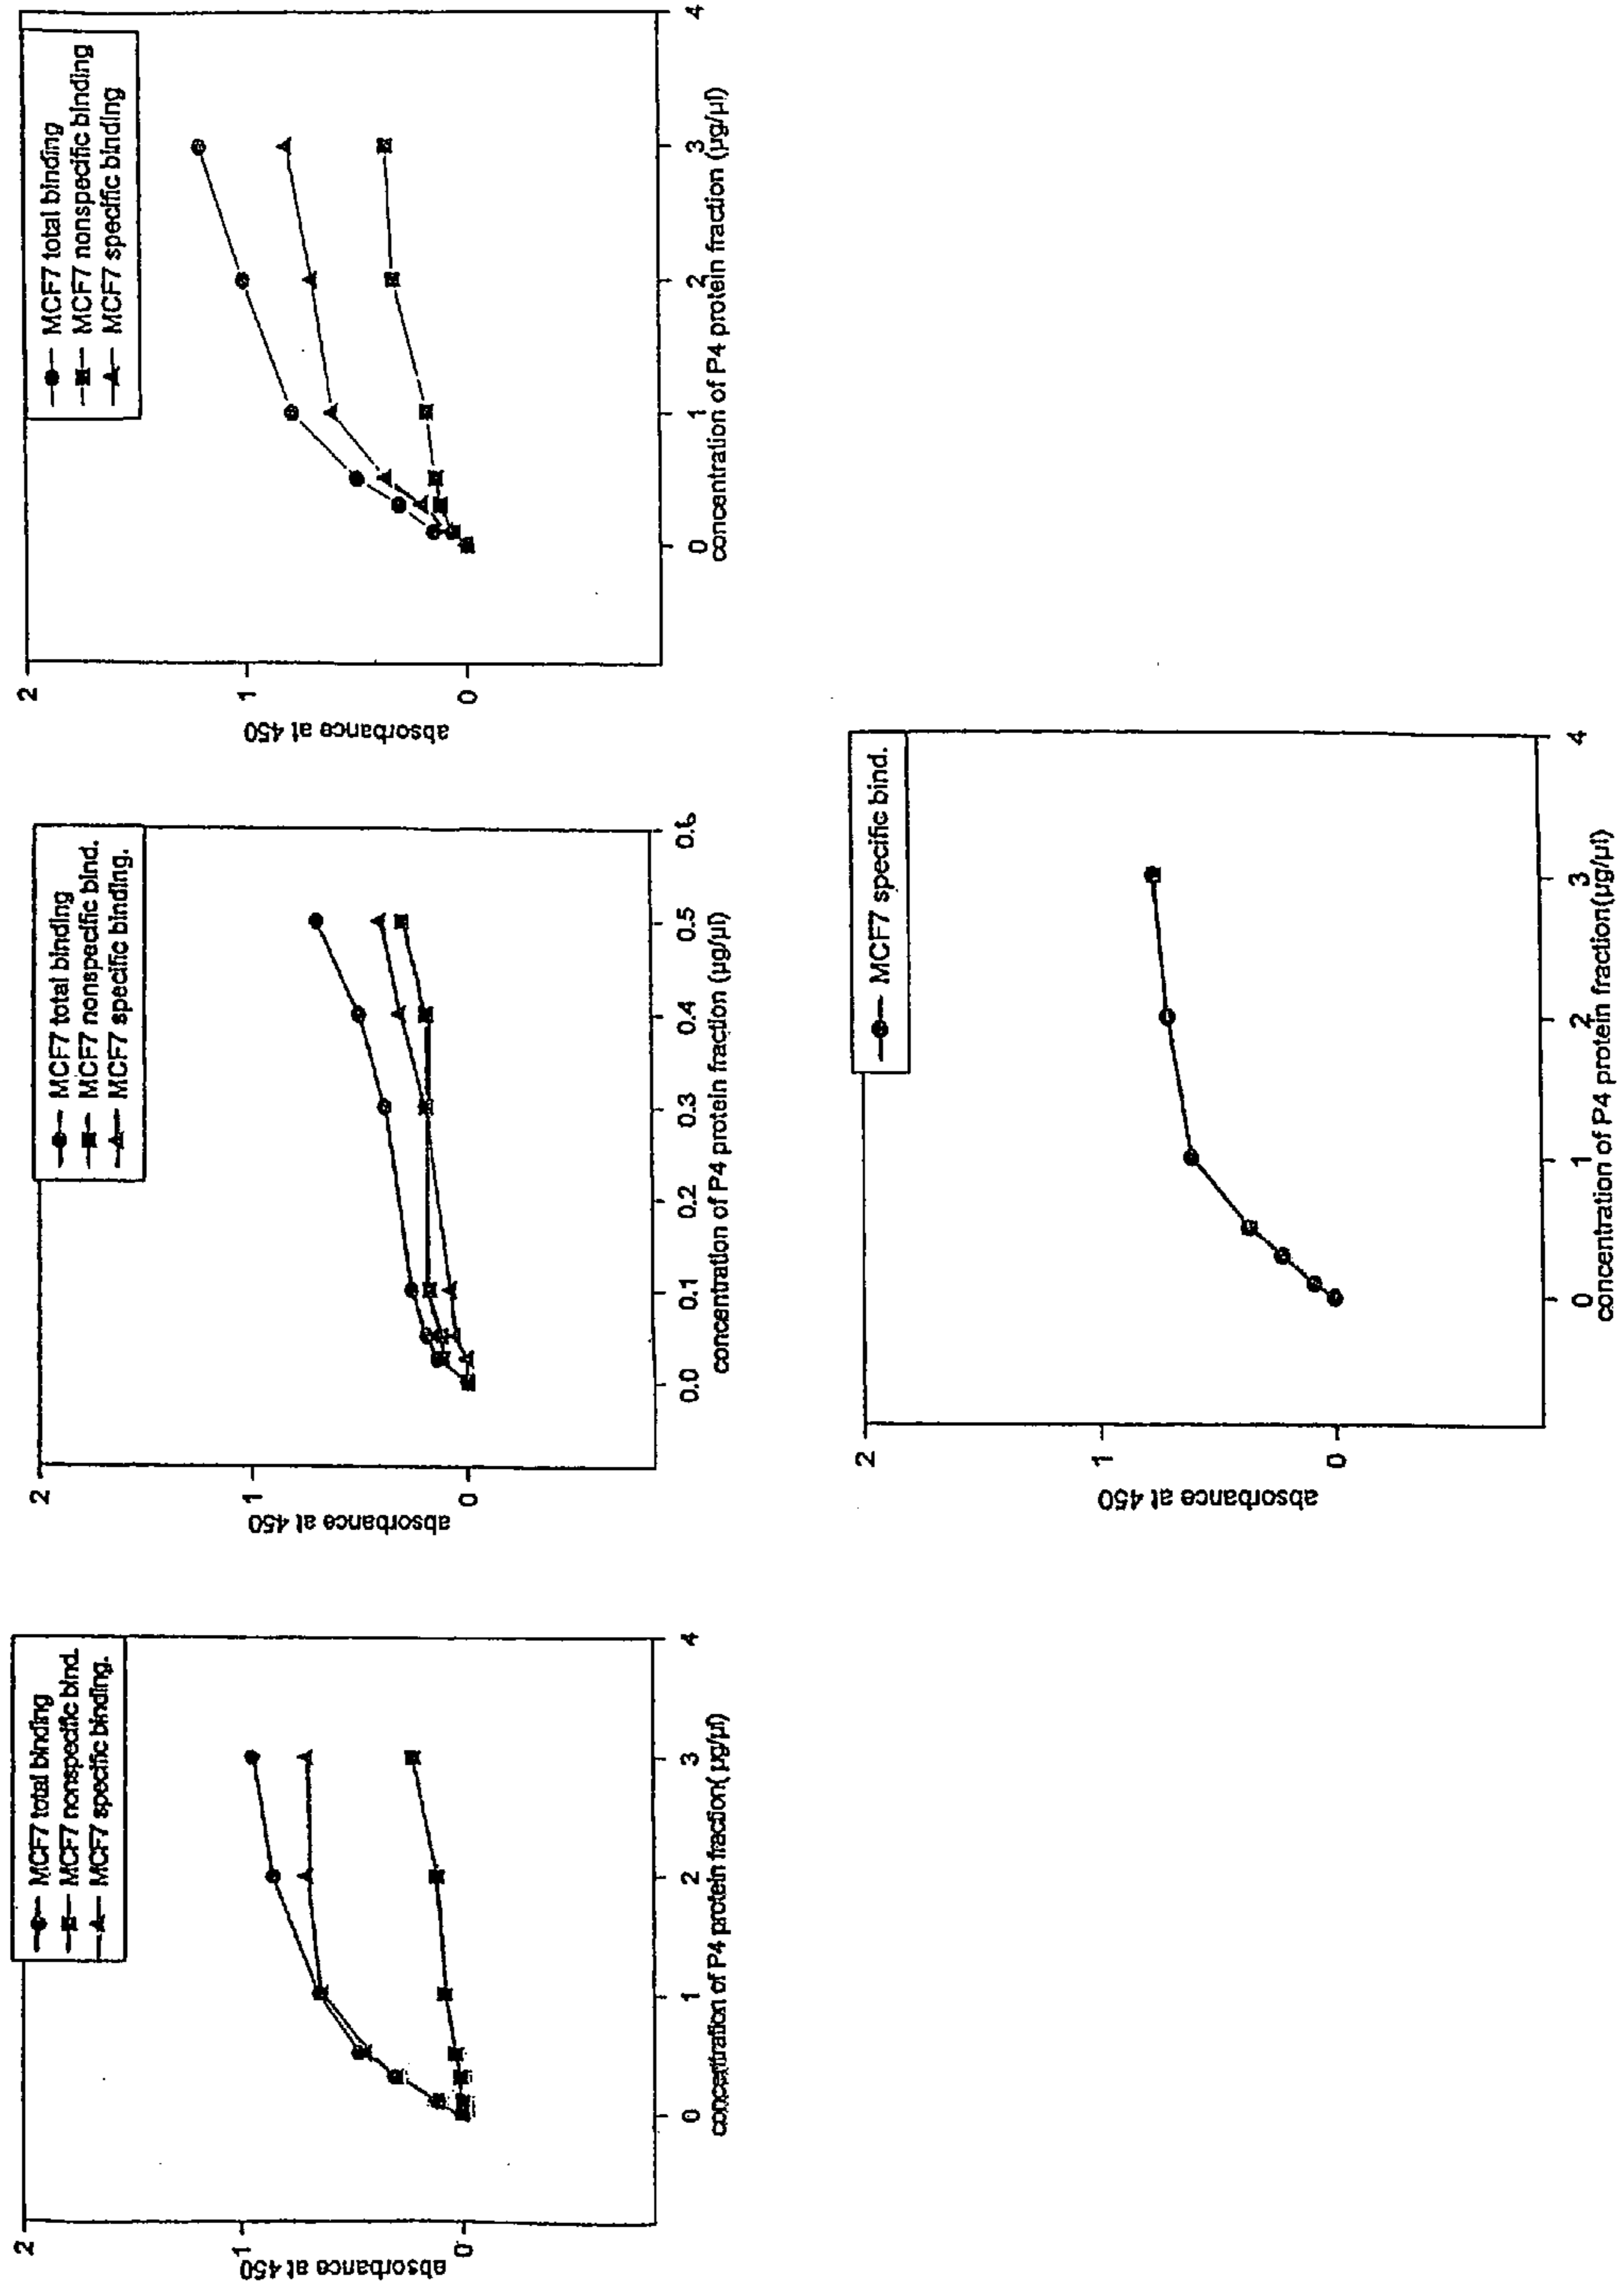 2
1
0
absorbance at 450
MCF7 total binding
MCF7 nonspecific bind.
MCF7 specific binding.
0
1
2
3
4
concentration of P4 protein fraction( µg/µl)
2
1
0
absorbance at 450
MCF7 total binding
MCF7 nonspecific bind.
MCF7 specific binding.
0.0
0.1
0.2
0.3
0.4
0.5
0.6
concentration of P4 protein fraction (µg/µl)
2
1
0
absorbance at 450
MCF7 total binding
MCF7 nonspecific binding
MCF7 specific binding
0
1
2
3
4
concentration of P4 protein fraction (µg/µl)
2
1
0
absorbance at 450
MCF7 specific bind.
0
1
2
3
4
concentration of P4 protein fraction(µg/µl)